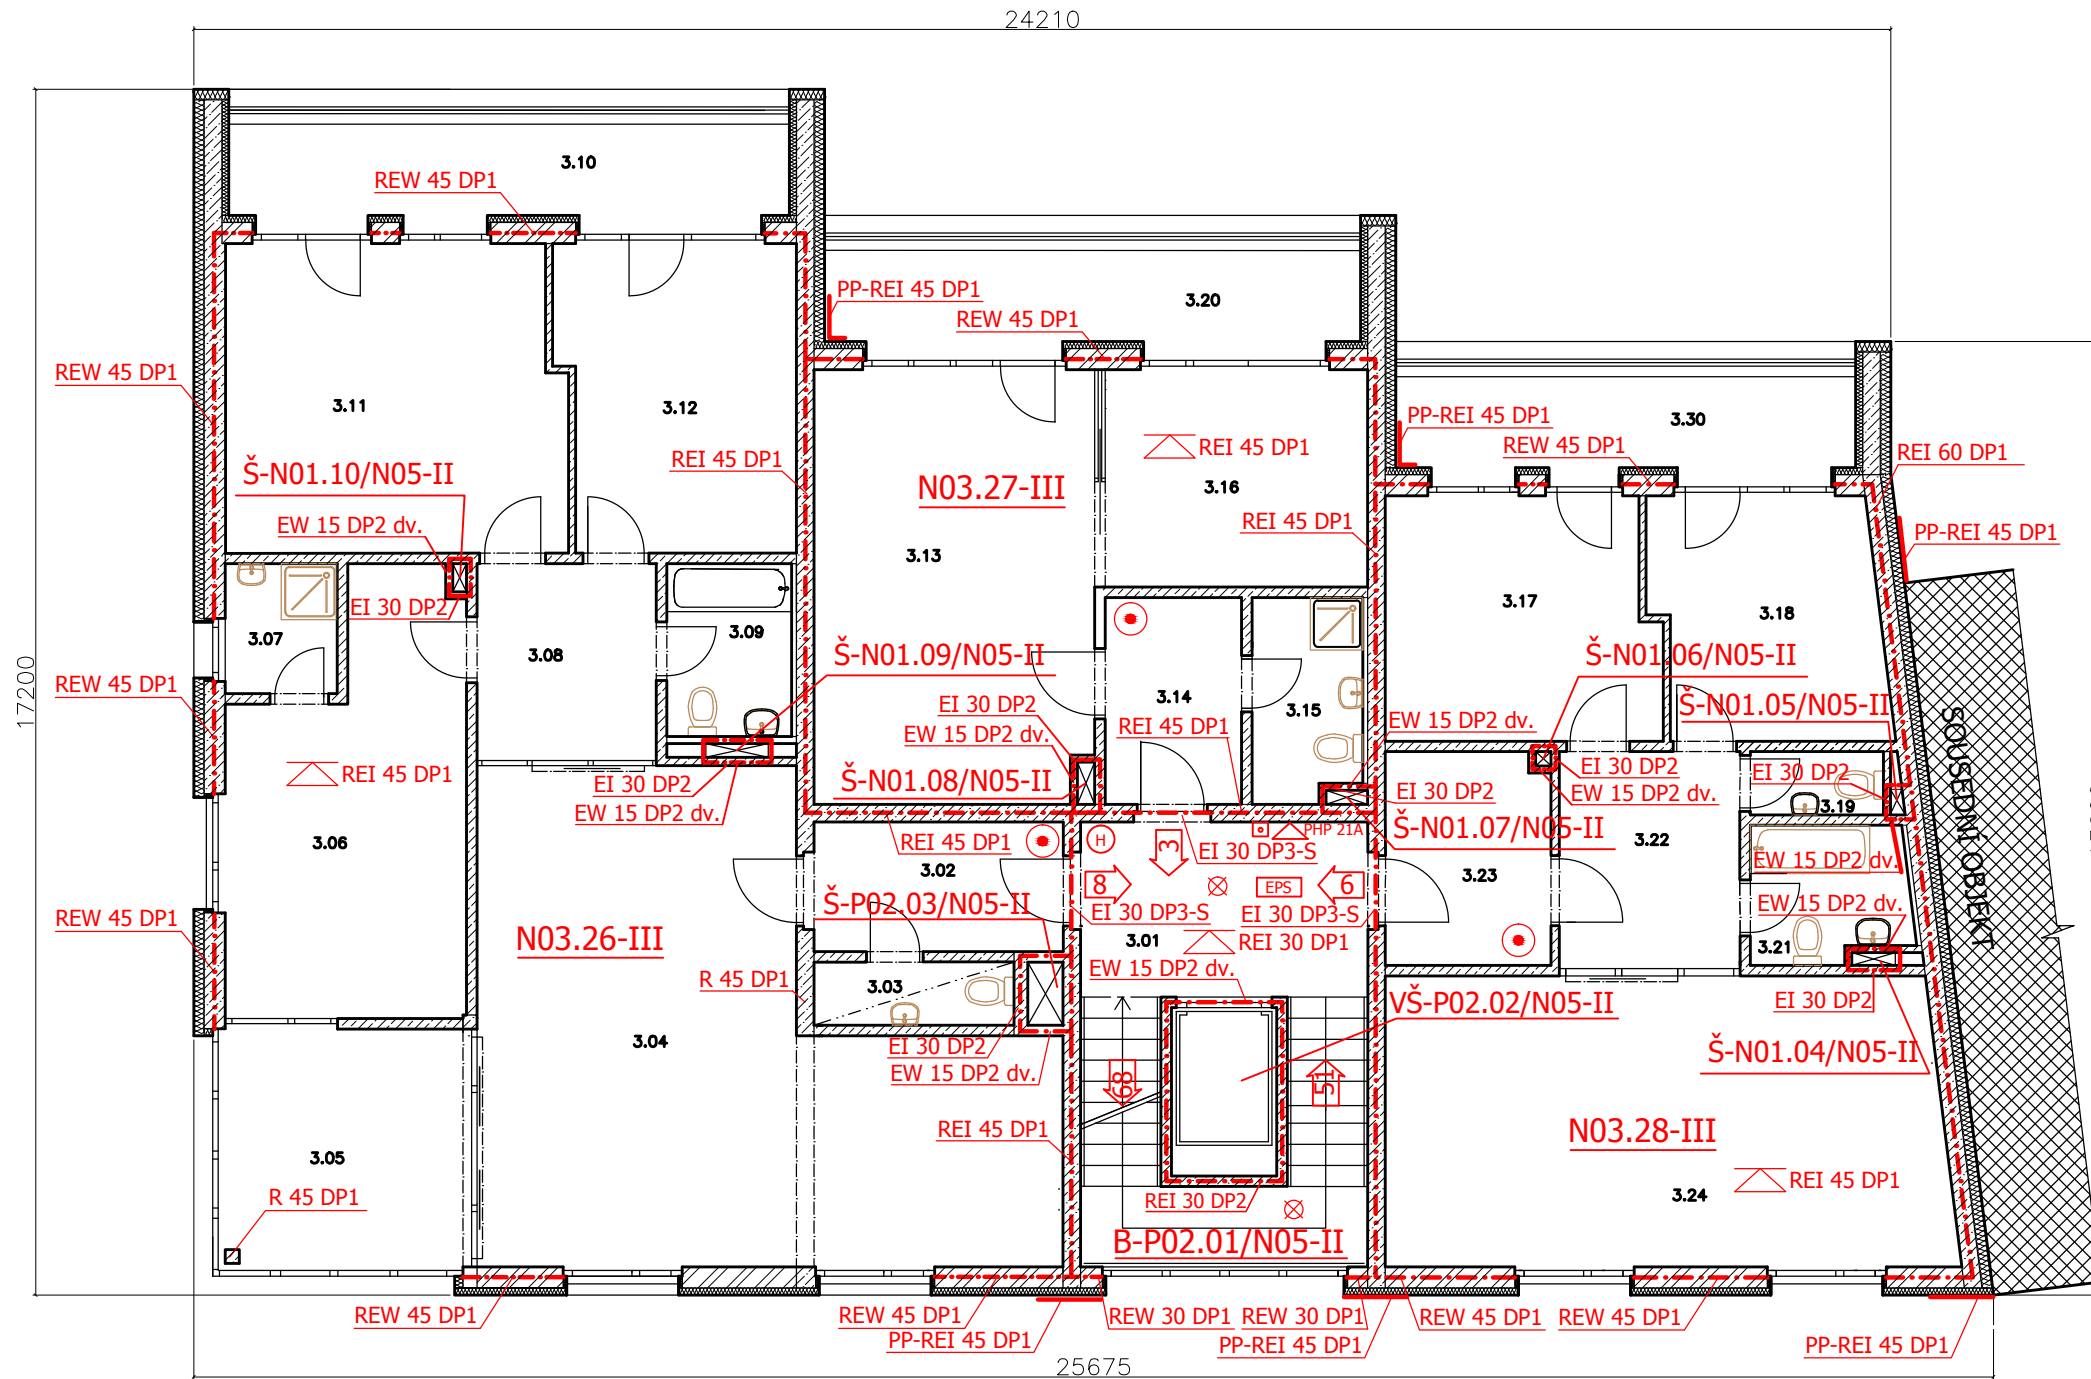 24210
3.10
REW 45 DP1
3.20
PP-REI 45 DP1
REW 45 DP1
REW 45 DP1
3.11
3.12
PP-REI 45 DP1
3.30
REW 45 DP1
REI 45 DP1
REI 45 DP1
REI 60 DP1
Š-N01.10/N05-II
N03.27-III
3.16
EW 15 DP2 dv.
REI 45 DP1
PP-REI 45 DP1
3.13
EI 30 DP2
3.17
3.18
3.07
3.08
3.09
Š-N01.09/N05-II
Š-N01.06/N05-II
REW 45 DP1
17200
3.14
3.15
EI 30 DP2
Š-N01.05/N05-II
SOUSEDNÍ OBJEKT
EW 15 DP2 dv.
REI 45 DP1
EW 15 DP2 dv.
REI 45 DP1
EI 30 DP2
Š-N01.08/N05-II
EI 30 DP2
EI 30 DP2
EI 30 DP2
EW 15 DP2 dv.
EW 15 DP2 dv.
3.19
Š-N01.07/N05-II
PHP 21A
3.06
REI 45 DP1
H
3
EI 30 DP3-S
3.22
3.02
3.23
EW 15 DP2 dv.
8
EPS
6
Š-P02.03/N05-II
EI 30 DP3-S
EI 30 DP3-S
EW 15 DP2 dv.
REW 45 DP1
N03.26-III
3.01
REI 30 DP1
3.21
R 45 DP1
3.03
EW 15 DP2 dv.
VŠ-P02.02/N05-II
EI 30 DP2
3.04
EI 30 DP2
Š-N01.04/N05-II
EW 15 DP2 dv.
68
51
REI 45 DP1
N03.28-III
3.05
R 45 DP1
REI 30 DP2
3.24
REI 45 DP1
B-P02.01/N05-II
REW 45 DP1
REW 45 DP1
REW 30 DP1
REW 30 DP1
REW 45 DP1
REW 45 DP1
PP-REI 45 DP1
PP-REI 45 DP1
PP-REI 45 DP1
25675